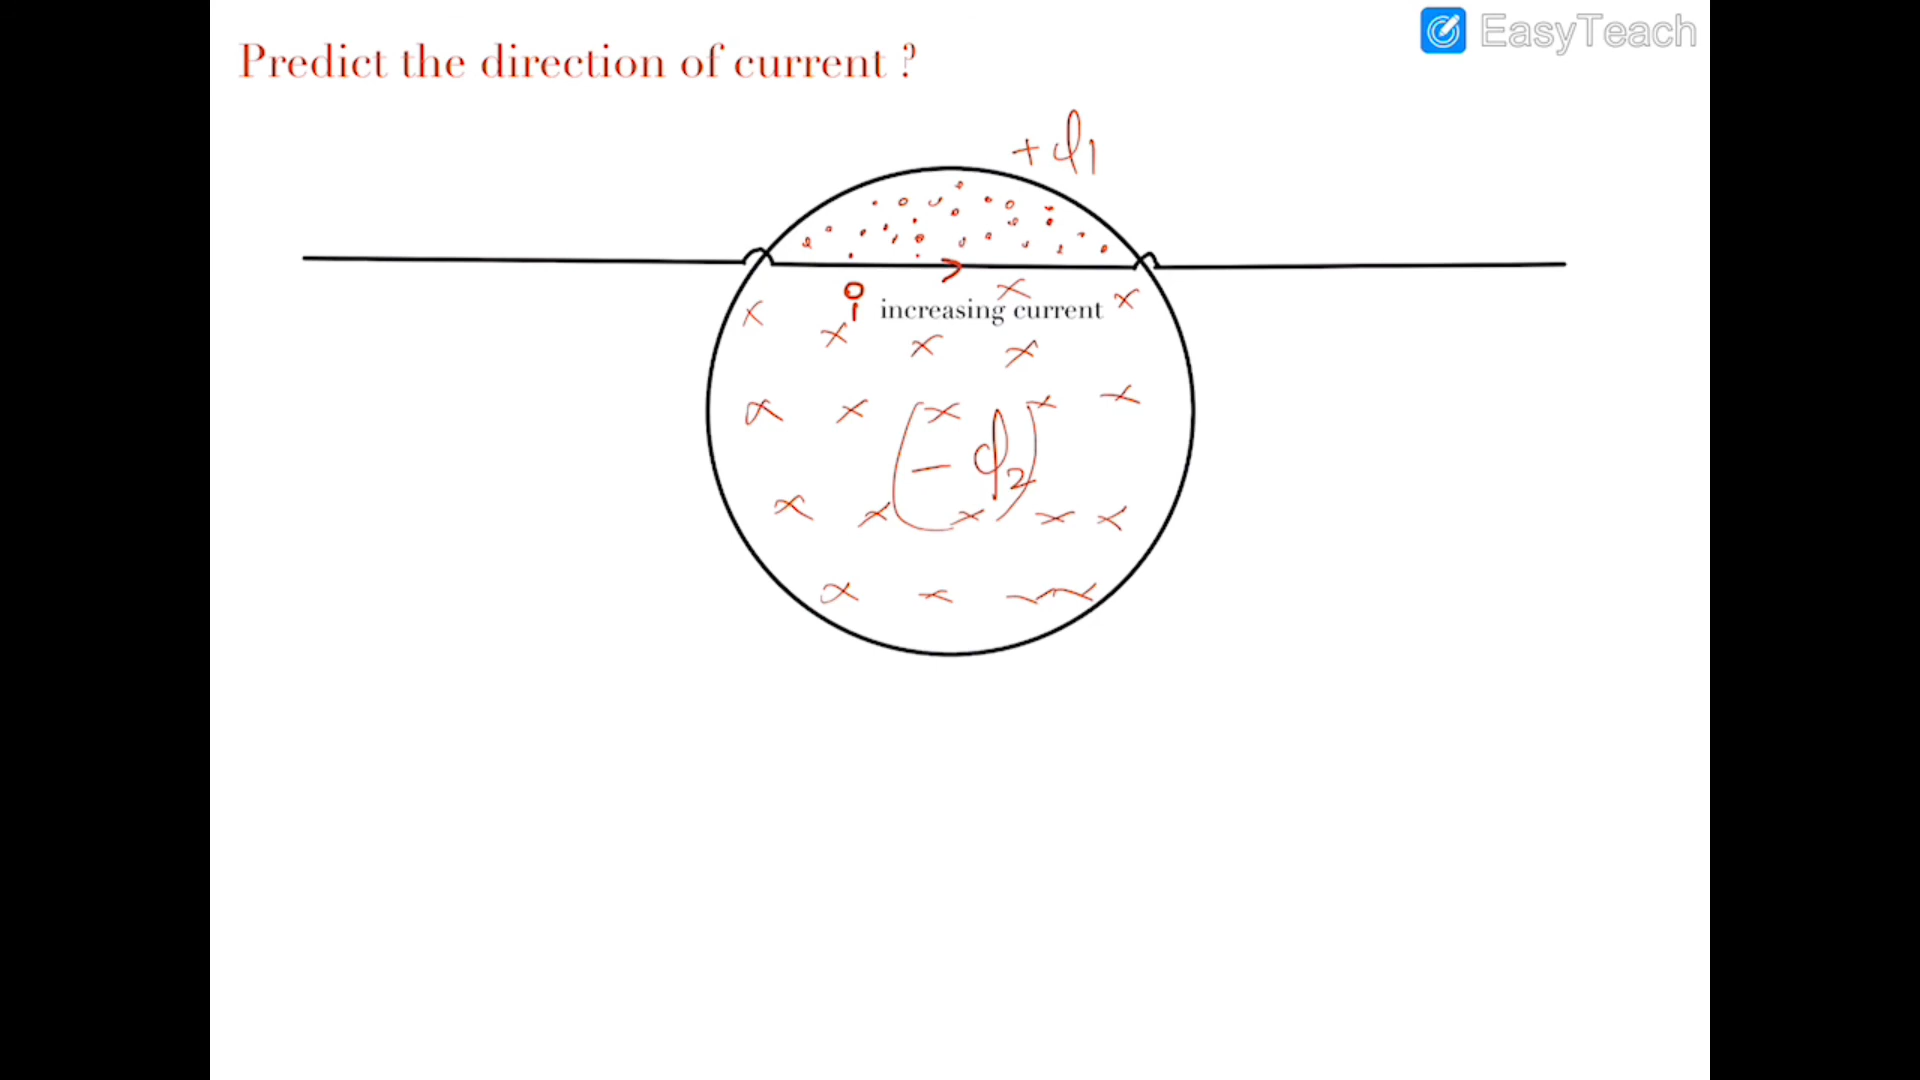 EasyTeach
Predict the direction of current ?
+ϕ1
i increasing current
(-ϕ2)